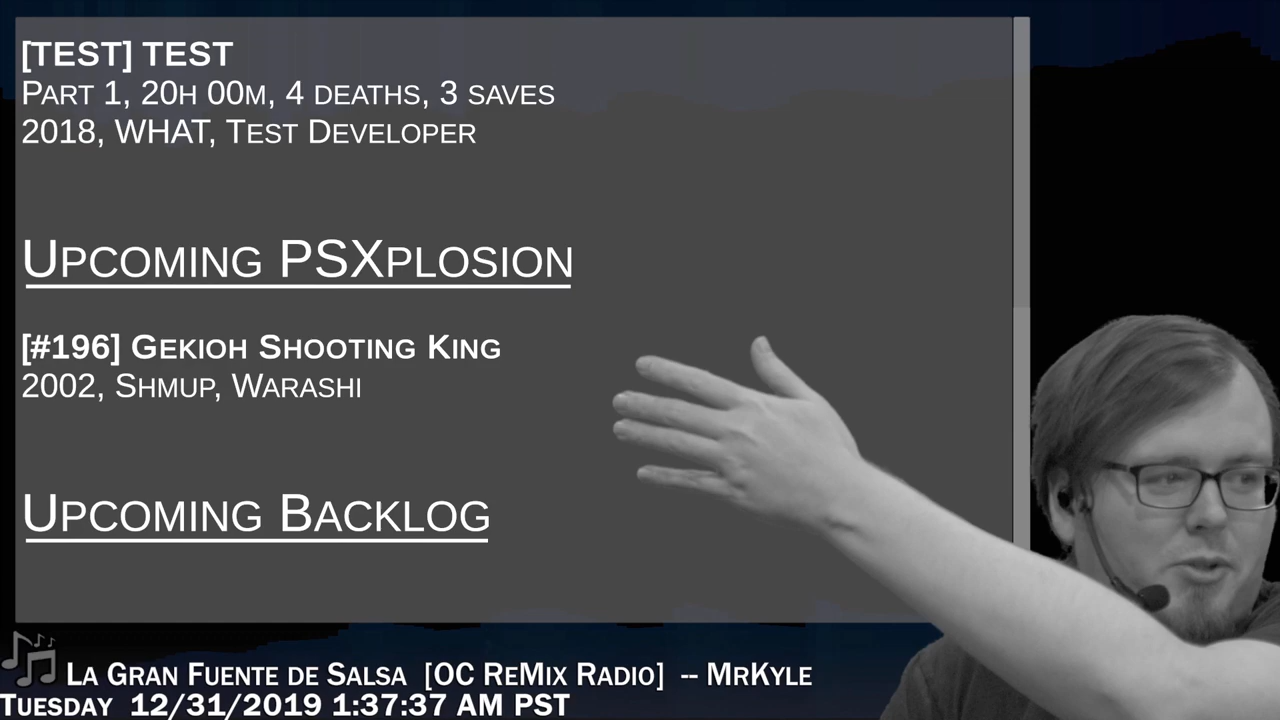 [TEST] TEST
Part 1, 20h 00m, 4 deaths, 3 saves
2018, WHAT, Test Developer
Upcoming PSXplosion
[#196] Gekioh Shooting King
2002, Shmup, Warashi
Upcoming Backlog
La Gran Fuente de Salsa [OC ReMix Radio] -- MrKyle
Tuesday 12/31/2019 1:37:37 AM PST